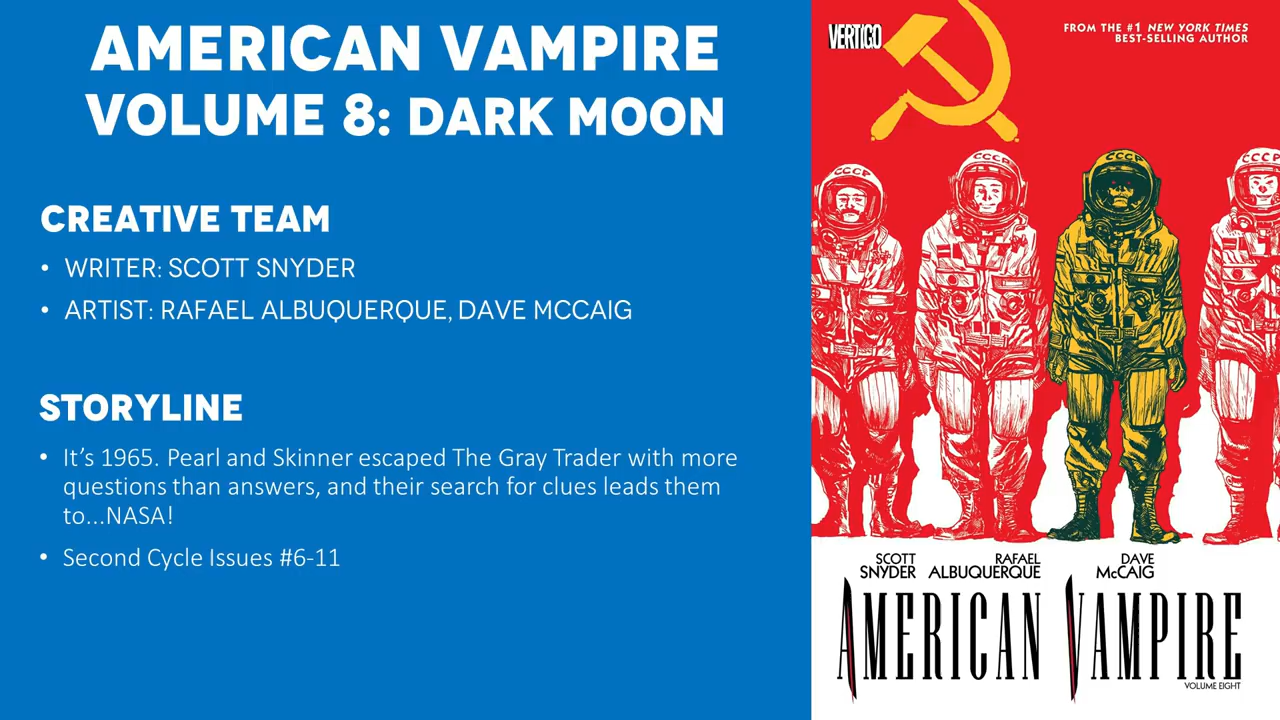 AMERICAN VAMPIRE
VOLUME 8: DARK MOON
CREATIVE TEAM
• WRITER: SCOTT SNYDER
• ARTIST: RAFAEL ALBUQUERQUE, DAVE MCCAIG
STORYLINE
• It’s 1965. Pearl and Skinner escaped The Gray Trader with more
questions than answers, and their search for clues leads them
to...NASA!
• Second Cycle Issues #6-11
VERTIGO
FROM THE #1 NEW YORK TIMES
BEST-SELLING AUTHOR
CCCP
CCCP
CCCP
CCCP
SCOTT
SNYDER
RAFAEL
ALBUQUERQUE
DAVE
McCAIG
AMERICAN VAMPIRE
VOLUME EIGHT